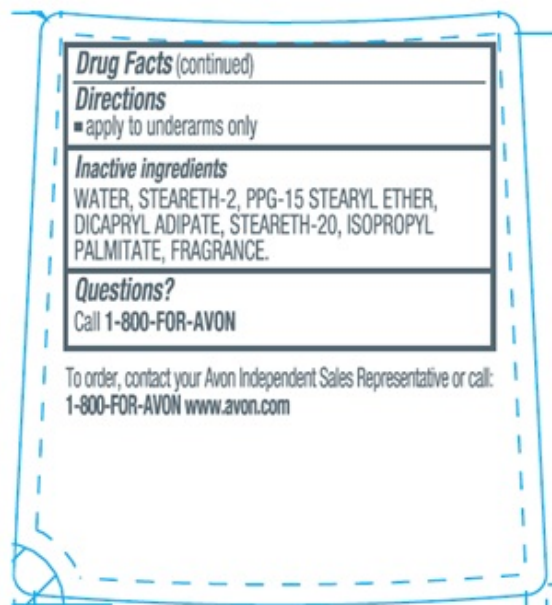 Drug Facts (continued)
Directions
▪ apply to underarms only
Inactive ingredients
WATER, STEARETH-2, PPG-15 STEARYL ETHER,
DICAPRYL ADIPATE, STEARETH-20, ISOPROPYL
PALMITATE, FRAGRANCE.
Questions?
Call 1-800-FOR-AVON
To order, contact your Avon Independent Sales Representative or call:
1-800-FOR-AVON www.avon.com